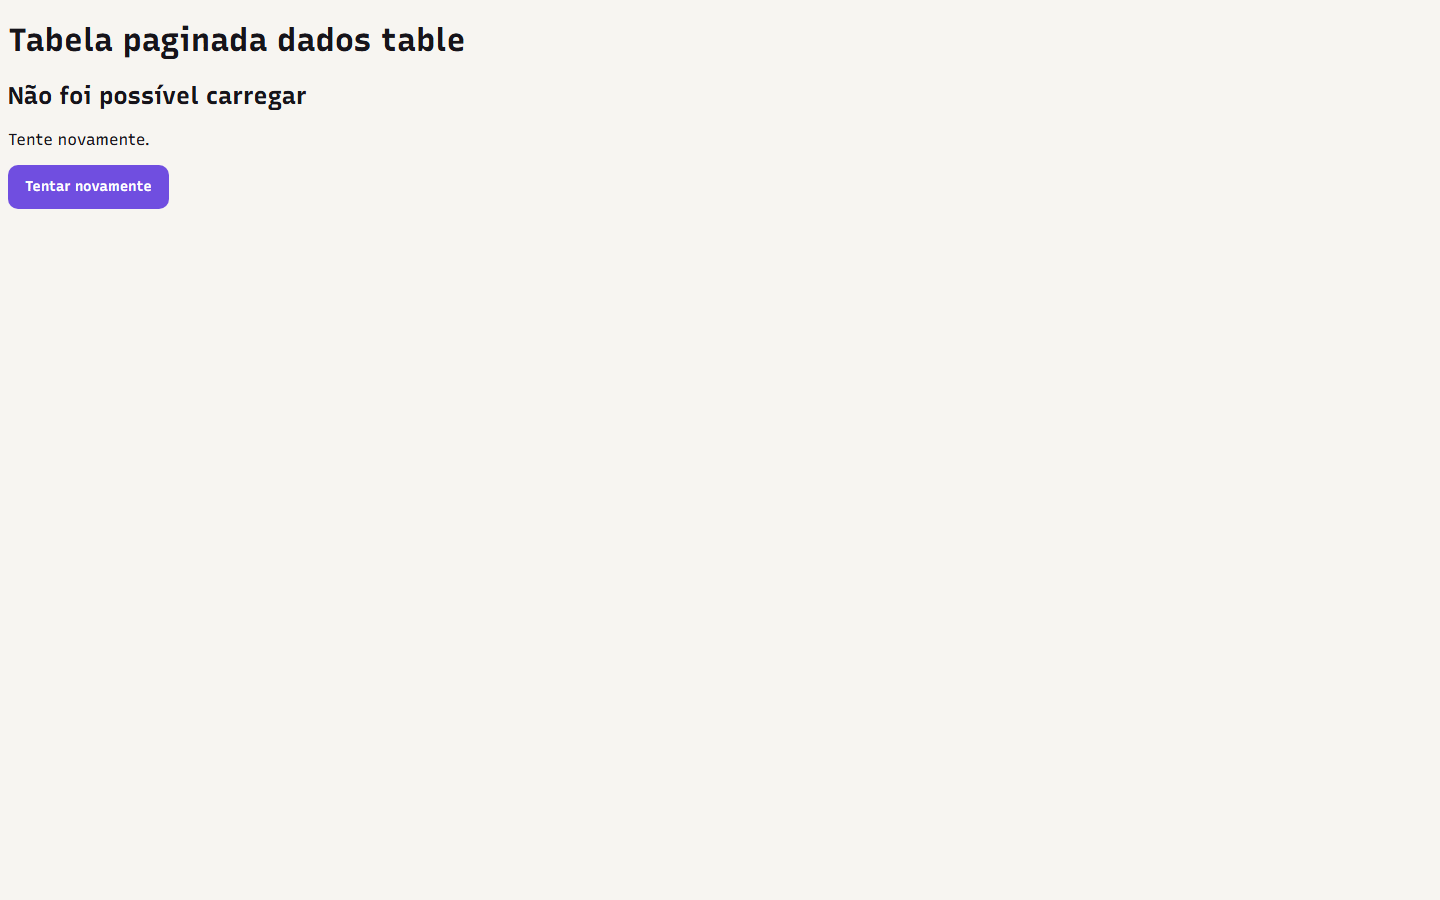 Tabela paginada dados table
Não foi possível carregar
Tente novamente.
Tentar novamente